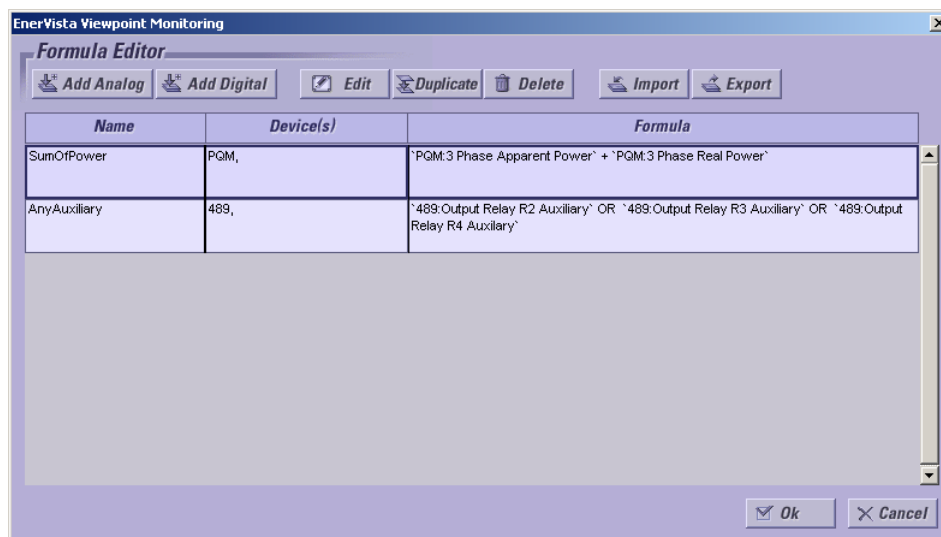 EnerVista Viewpoint Monitoring
Formula Editor
Add Analog Add Digital Edit Duplicate Delete Import Export
Name Device(s) Formula
SumOfPower PQM, `PQM:3 Phase Apparent Power` + `PQM:3 Phase Real Power`
AnyAuxiliary 489, `489:Output Relay R2 Auxiliary` OR `489:Output Relay R3 Auxiliary` OR `489:Output
Relay R4 Auxilary`
Ok Cancel